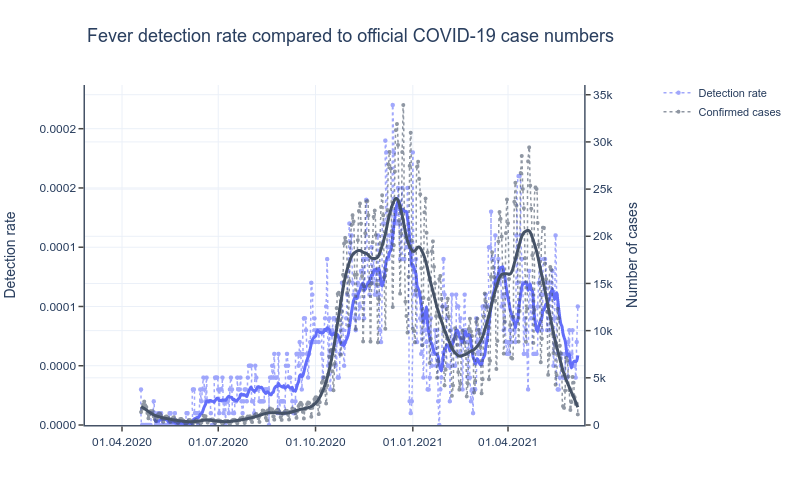 Fever detection rate compared to official COVID-19 case numbers
Detection rate
Confirmed cases
0.0002
0.0002
0.0001
0.0001
0.0000
0.0000
Detection rate
35k
30k
25k
20k
15k
10k
5k
0
Number of cases
01.04.2020
01.07.2020
01.10.2020
01.01.2021
01.04.2021